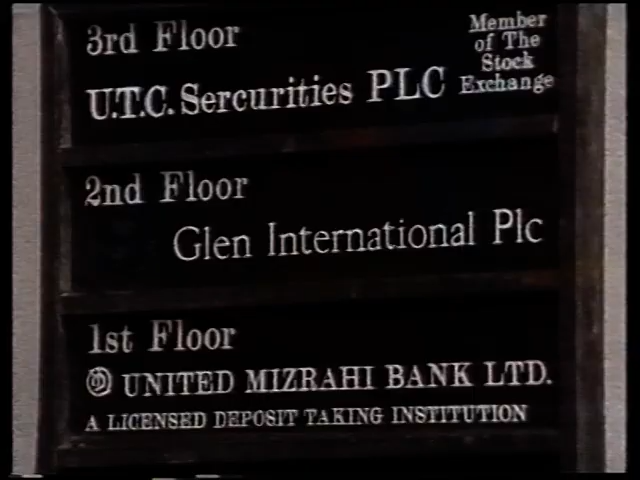 3rd Floor
Member
of The
Stock
Exchange
U.T.C. Sercurities PLC
2nd Floor
Glen International Plc
1st Floor
UNITED MIZRAHI BANK LTD.
A LICENSED DEPOSIT TAKING INSTITUTION